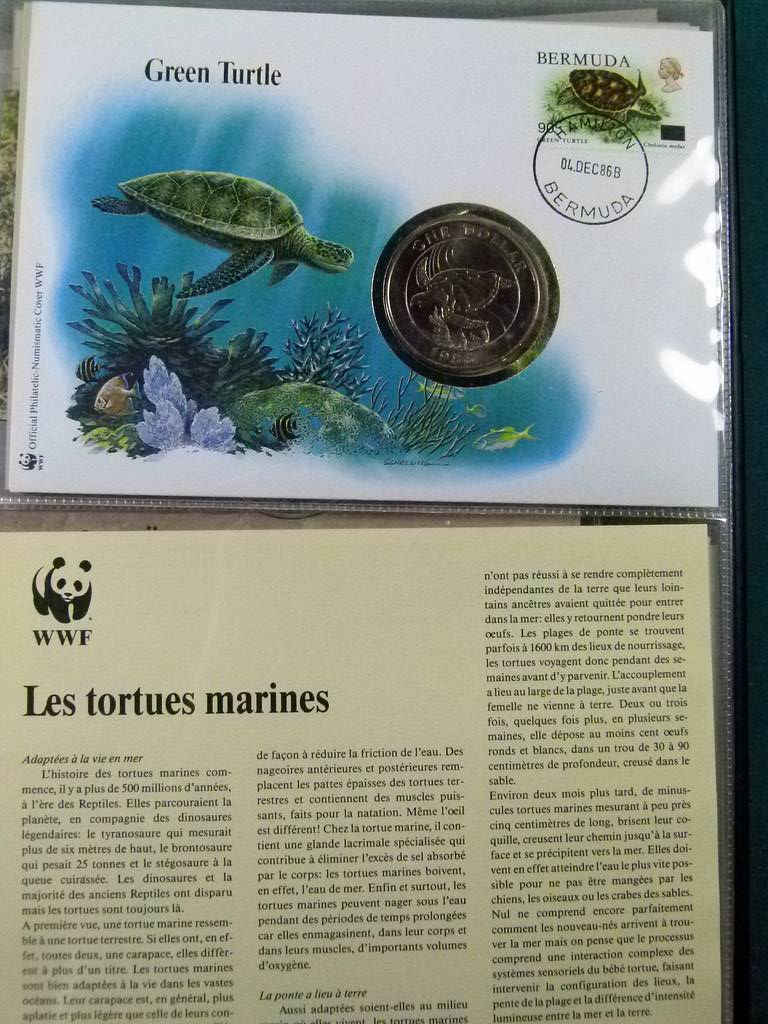 Green Turtle
BERMUDA
90c
GREEN TURTLE
Chelonia mydas
HAMILTON
04.DEC86B
BERMUDA
ONE DOLLAR
Official Philatelic-Numismatic Cover WWF
WWF
WWF
Les tortues marines
Adaptées à la vie en mer
L'histoire des tortues marines com-
mence, il y a plus de 500 millions d'années,
à l'ère des Reptiles. Elles parcouraient la
planète, en compagnie des dinosaures
légendaires: le tyranosaure qui mesurait
plus de six mètres de haut, le brontosaure
qui pesait 25 tonnes et le stégosaure à la
queue cuirassée. Les dinosaures et la
majorité des anciens Reptiles ont disparu
mais les tortues sont toujours là.
A première vue, une tortue marine ressem-
ble à une tortue terrestre. Si elles ont, en ef-
fet, toutes deux, une carapace, elles diffèr-
ent à plus d'un titre. Les tortues marines
sont bien adaptées à la vie dans les vastes
océans. Leur carapace est, en général, plus
aplatie et plus légère que celle de leurs con-
de façon à réduire la friction de l'eau. Des
nageoires antérieures et postérieures rem-
placent les pattes épaisses des tortues ter-
restres et contiennent des muscles puis-
sants, faits pour la natation. Même l'oeil
est différent! Chez la tortue marine, il con-
tient une glande lacrimale spécialisée qui
contribue à éliminer l'excès de sel absorbé
par le corps: les tortues marines boivent,
en effet, l'eau de mer. Enfin et surtout, les
tortues marines peuvent nager sous l'eau
pendant des périodes de temps prolongées
car elles enmagasinent, dans leur corps et
dans leurs muscles, d'importants volumes
d'oxygène.
La ponte a lieu à terre
Aussi adaptées soient-elles au milieu
marin où elles vivent, les tortues marines
n'ont pas réussi à se rendre complètement
indépendantes de la terre que leurs loin-
tains ancêtres avaient quittée pour entrer
dans la mer: elles y retournent pondre leurs
oeufs. Les plages de ponte se trouvent
parfois à 1600 km des lieux de nourrissage,
les tortues voyagent donc pendant des se-
maines avant d'y parvenir. L'accouplement
a lieu au large de la plage, juste avant que la
femelle ne vienne à terre. Deux ou trois
fois, quelques fois plus, en plusieurs se-
maines, elle dépose au moins cent oeufs
ronds et blancs, dans un trou de 30 à 90
centimètres de profondeur, creusé dans le
sable.
Environ deux mois plus tard, de minus-
cules tortues marines mesurant à peu près
cinq centimètres de long, brisent leur co-
quille, creusent leur chemin jusqu'à la sur-
face et se précipitent vers la mer. Elles doi-
vent en effet atteindre l'eau le plus vite pos-
sible pour ne pas être mangées par les
chiens, les oiseaux ou les crabes des sables.
Nul ne comprend encore parfaitement
comment les nouveau-nés arrivent à trou-
ver la mer mais on pense que le processus
comprend une interaction complexe des
systèmes sensoriels du bébé tortue, faisant
intervenir la configuration des lieux, la
pente de la plage et la différence d'intensité
lumineuse entre la mer et la terre.